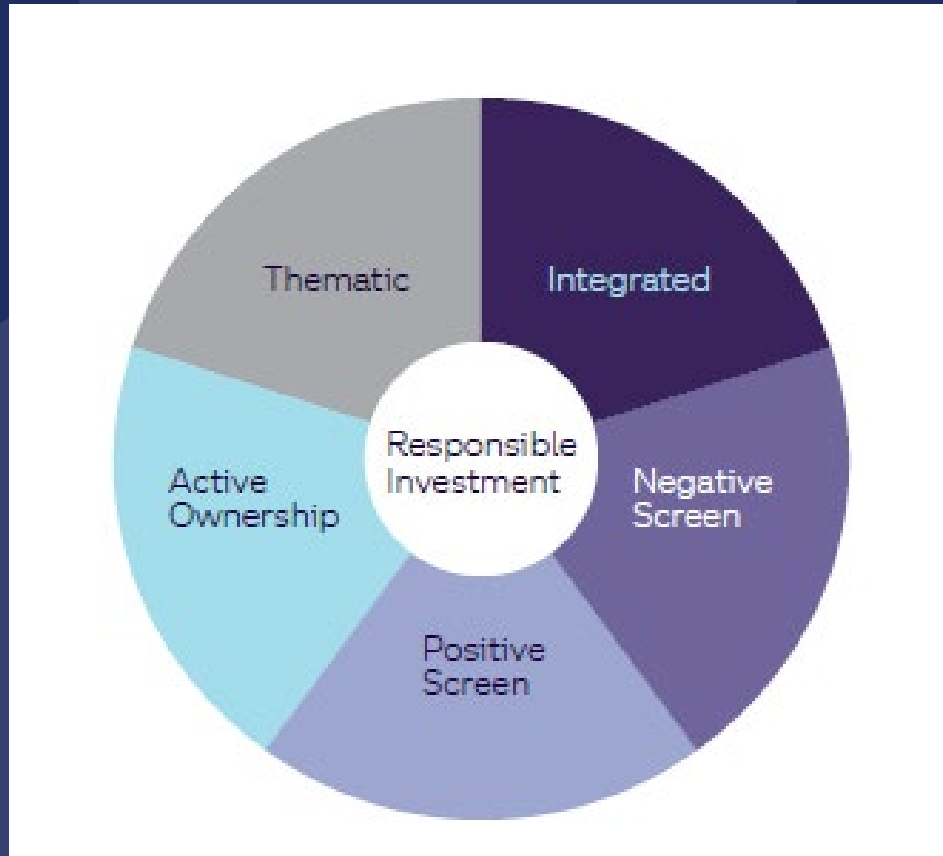 Thematic
Integrated
Responsible
Investment
Active
Ownership
Negative
Screen
Positive
Screen